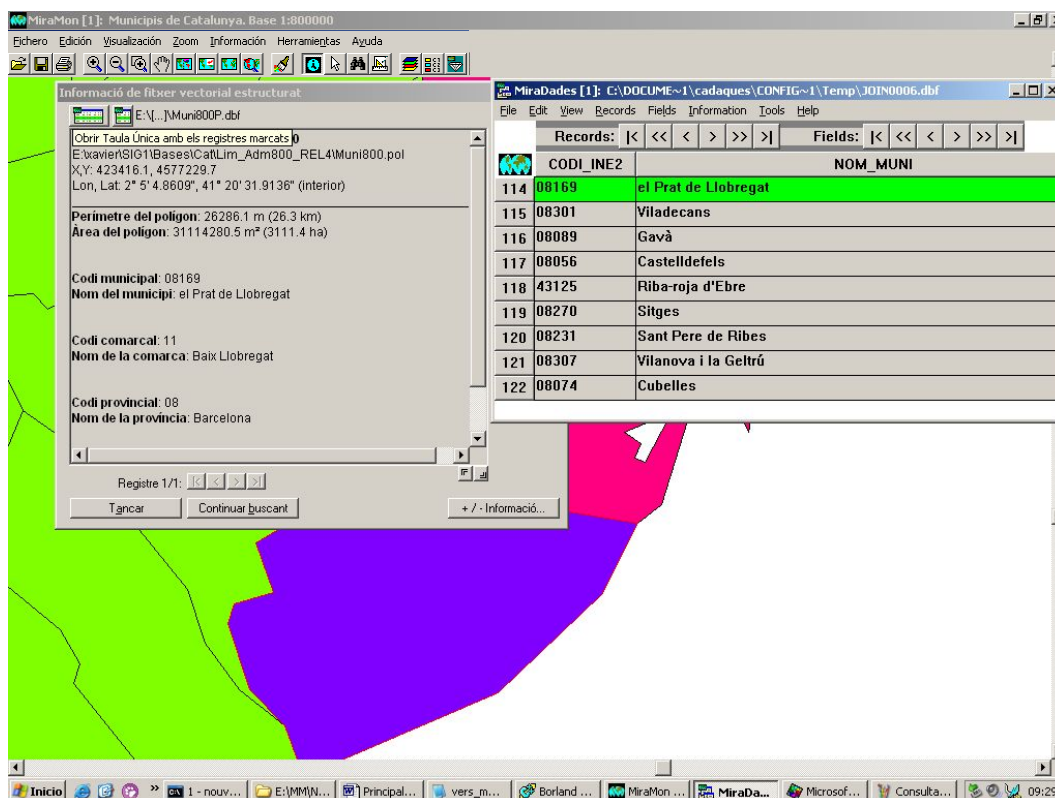 MiraMon [1]: Municipis de Catalunya. Base 1:800000
Fichero Edición Visualización Zoom Información Herramientas Ayuda
Informació de fitxer vectorial estructurat
E:\[...]\Muni800P.dbf
Obrir Taula Única amb els registres marcats
E:\xavier\SIG1\Bases\Cat\Lim_Adm800_REL4\Muni800.pol
X,Y: 423416.1, 4577229.7
Lon, Lat: 2° 5' 4.8609", 41° 20' 31.9136" (interior)
Perímetre del polígon: 26286.1 m (26.3 km)
Àrea del polígon: 31114280.5 m² (3111.4 ha)
Codi municipal: 08169
Nom del municipi: el Prat de Llobregat
Codi comarcal: 11
Nom de la comarca: Baix Llobregat
Codi provincial: 08
Nom de la província: Barcelona
Registre 1/1: |< < > >|
Tancar Continuar buscant + / - Informació...
MiraDades [1]: C:\DOCUME~1\cadaques\CONFIG~1\Temp\JOIN0006.dbf
File Edit View Records Fields Information Tools Help
Records: |< << < > >> >| Fields: |< << < > >> >|
CODI_INE2 NOM_MUNI
114 08169 el Prat de Llobregat
115 08301 Viladecans
116 08089 Gavà
117 08056 Castelldefels
118 43125 Riba-roja d'Ebre
119 08270 Sitges
120 08231 Sant Pere de Ribes
121 08307 Vilanova i la Geltrú
122 08074 Cubelles
Inicio » 1 - nouv... E:\MM\N... Principal... vers_m... Borland ... MiraMon ... MiraDa... Microsof... Consulta... 09:29